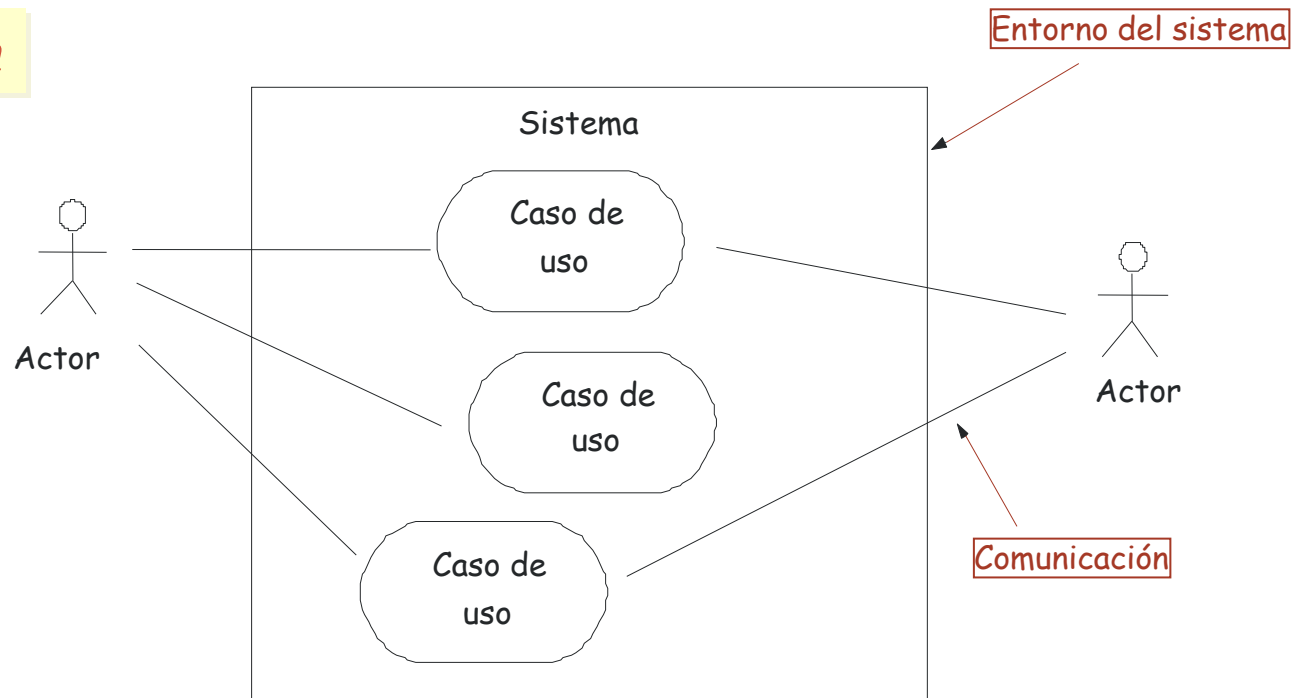 Entorno del sistema
Sistema
Caso de
uso
Actor
Caso de
uso
Actor
Caso de
uso
Comunicación